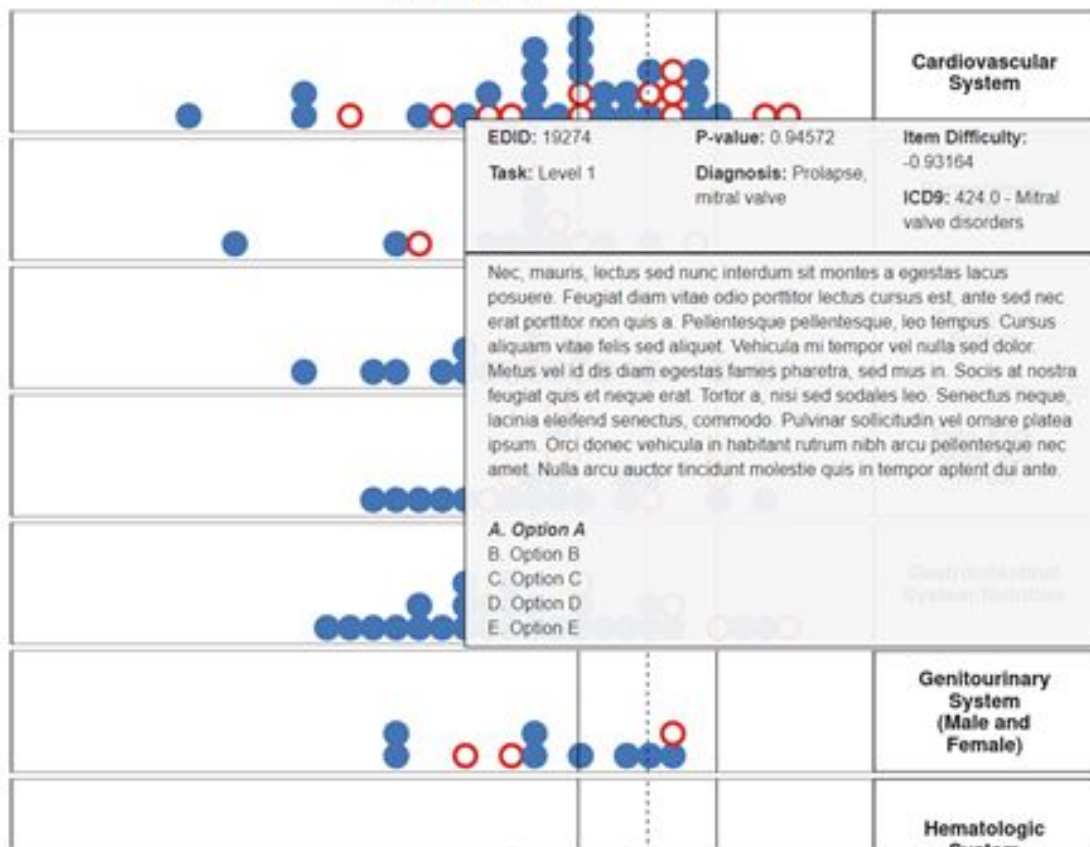 Cardiovascular
System
EDID: 19274
P-value: 0.94572
Item Difficulty:
-0.93164
Task: Level 1
Diagnosis: Prolapse,
mitral valve
ICD9: 424.0 - Mitral
valve disorders
Nec, mauris, lectus sed nunc interdum sit montes a egestas lacus
posuere. Feugiat diam vitae odio porttitor lectus cursus est, ante sed nec
erat porttitor non quis a. Pellentesque pellentesque, leo tempus. Cursus
aliquam vitae felis sed aliquet. Vehicula mi tempor vel nulla sed dolor.
Metus vel id dis diam egestas fames pharetra, sed mus in. Sociis at nostra
feugiat quis et neque erat. Tortor a, nisi sed sodales leo. Senectus neque,
lacinia eleifend senectus, commodo. Pulvinar sollicitudin vel ornare platea
ipsum. Orci donec vehicula in habitant rutrum nibh arcu pellentesque nec
amet. Nulla arcu auctor tincidunt molestie quis in tempor aptent dui ante.
A. Option A
B. Option B
C. Option C
D. Option D
E. Option E
Gastrointestinal
System Nutrition
Genitourinary
System
(Male and
Female)
Hematologic
System